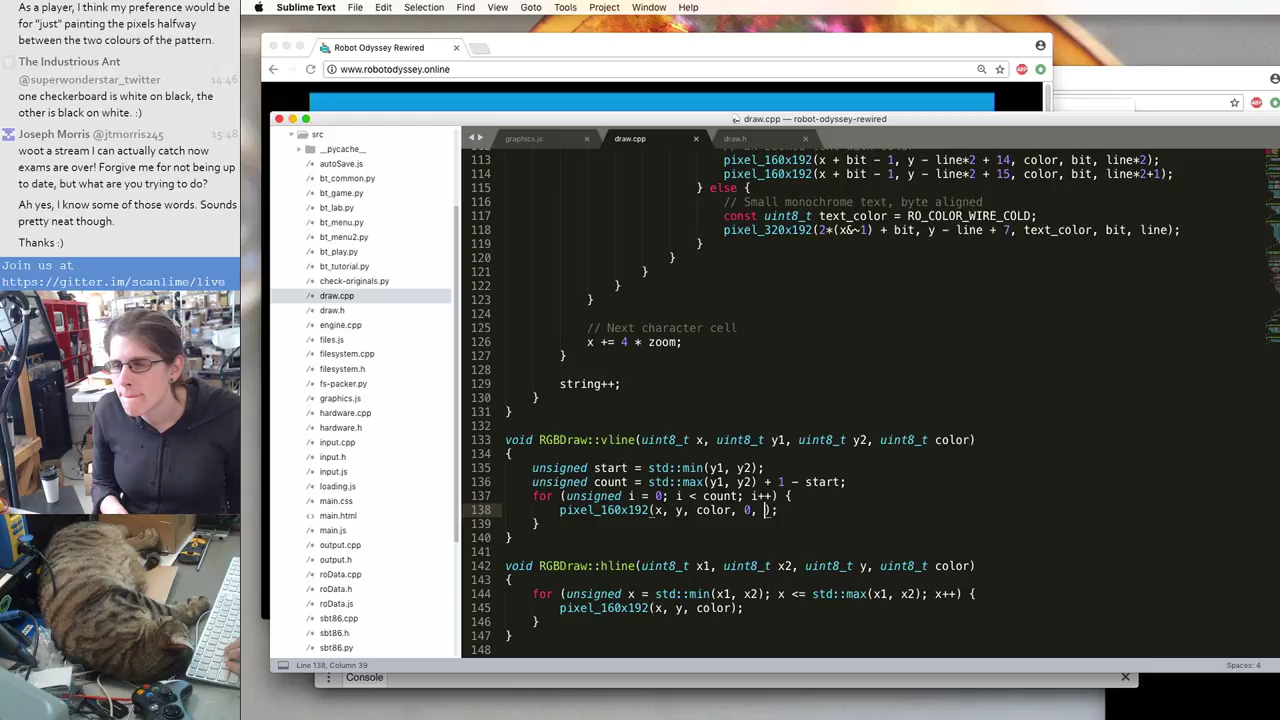 Sublime Text File Edit Selection Find View Goto Tools Project Window Help
As a player, I think my preference would be
for "just" painting the pixels halfway
between the two colours of the pattern.
The Industrious Ant
@superwonderstar_twitter 14:46
one checkerboard is white on black, the
other is black on white. :)
Joseph Morris @jtmorris245 15:48
woot a stream I can actually catch now
exams are over! Forgive me for not being up
to date, but what are you trying to do?
Ah yes, I know some of those words. Sounds
pretty neat though.
Thanks :)
Join us at
https://gitter.im/scanlime/live
Robot Odyssey Rewired
www.robotodyssey.online
draw.cpp — robot-odyssey-rewired
graphics.js
draw.cpp
draw.h
src
__pycache__
autoSave.js
bt_common.py
bt_game.py
bt_lab.py
bt_menu.py
bt_menu2.py
bt_play.py
bt_tutorial.py
check-originals.py
draw.cpp
draw.h
engine.cpp
files.js
filesystem.cpp
filesystem.h
fs-packer.py
graphics.js
hardware.cpp
hardware.h
input.cpp
input.h
input.js
loading.js
main.css
main.html
main.js
output.cpp
output.h
roData.cpp
roData.h
roData.js
sbt86.cpp
sbt86.h
sbt86.py
113 pixel_160x192(x + bit - 1, y - line*2 + 14, color, bit, line*2);
114 pixel_160x192(x + bit - 1, y - line*2 + 15, color, bit, line*2+1);
115 } else {
116 // Small monochrome text, byte aligned
117 const uint8_t text_color = RO_COLOR_WIRE_COLD;
118 pixel_320x192(2*(x&~1) + bit, y - line + 7, text_color, bit, line);
119 }
120 }
121 }
122 }
123 }
124
125 // Next character cell
126 x += 4 * zoom;
127 }
128
129 string++;
130 }
131 }
132
133 void RGBDraw::vline(uint8_t x, uint8_t y1, uint8_t y2, uint8_t color)
134 {
135 unsigned start = std::min(y1, y2);
136 unsigned count = std::max(y1, y2) + 1 - start;
137 for (unsigned i = 0; i < count; i++) {
138 pixel_160x192(x, y, color, 0, );
139 }
140 }
141
142 void RGBDraw::hline(uint8_t x1, uint8_t x2, uint8_t y, uint8_t color)
143 {
144 for (unsigned x = std::min(x1, x2); x <= std::max(x1, x2); x++) {
145 pixel_160x192(x, y, color);
146 }
147 }
148
Line 138, Column 39
Spaces: 4
Console